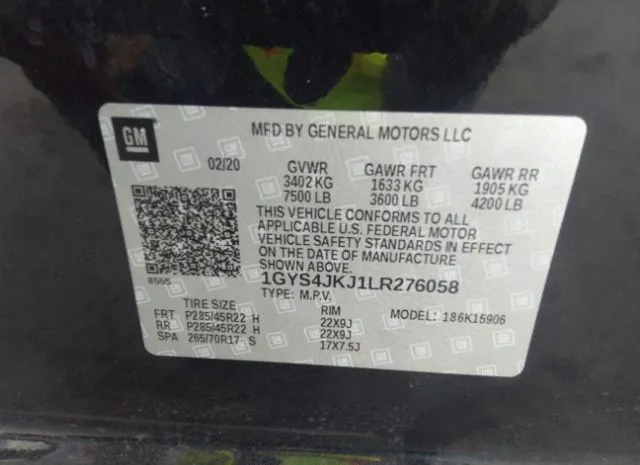 GM
MFD BY GENERAL MOTORS LLC
02/20 GVWR GAWR FRT GAWR RR
3402 KG 1633 KG 1905 KG
7500 LB 3600 LB 4200 LB
THIS VEHICLE CONFORMS TO ALL
APPLICABLE U.S. FEDERAL MOTOR
VEHICLE SAFETY STANDARDS IN EFFECT
ON THE DATE OF MANUFACTURE
SHOWN ABOVE.
8555 1GYS4JKJ1LR276058
TYPE: M.P.V.
TIRE SIZE RIM MODEL: 186K15906
FRT P285/45R22 H 22X9J
RR P285/45R22 H 22X9J
SPA 265/70R17 S 17X7.5J